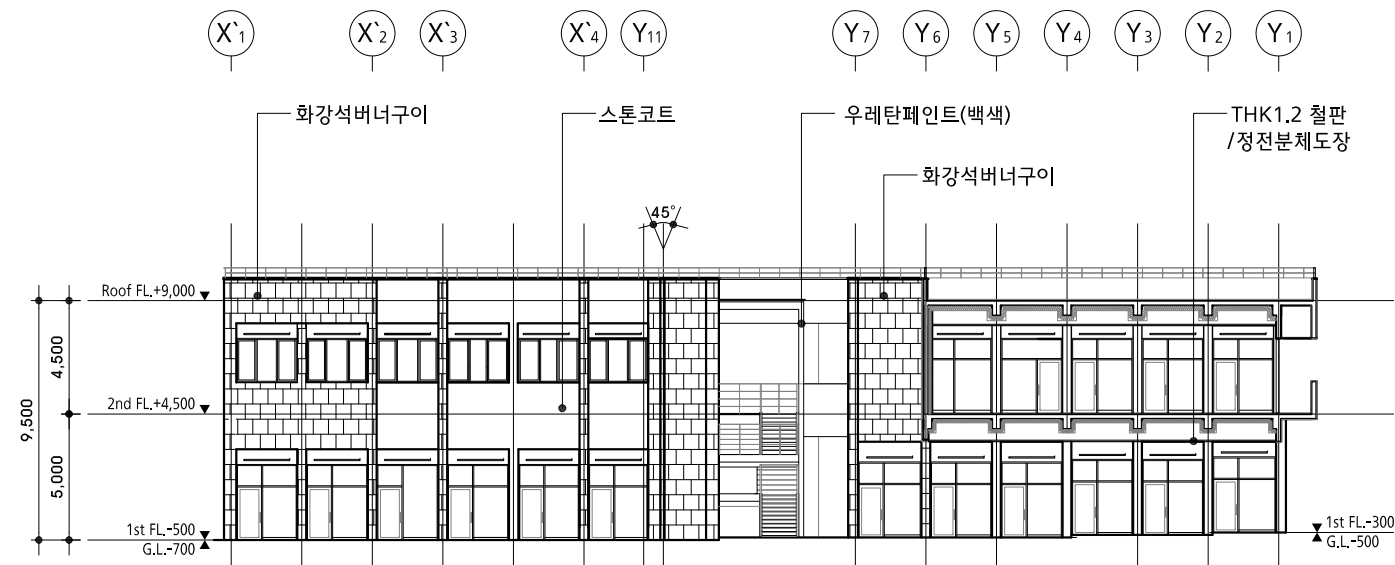 X`1 X`2 X`3 X`4 Y11 Y7 Y6 Y5 Y4 Y3 Y2 Y1
화강석버너구이
스톤코트
우레탄페인트(백색)
THK1.2 철판
/정전분체도장
화강석버너구이
45°
Roof FL.+9,000
4,500
2nd FL.+4,500
9,500
5,000
1st FL.-500
G.L.-700
1st FL.-300
G.L.-500